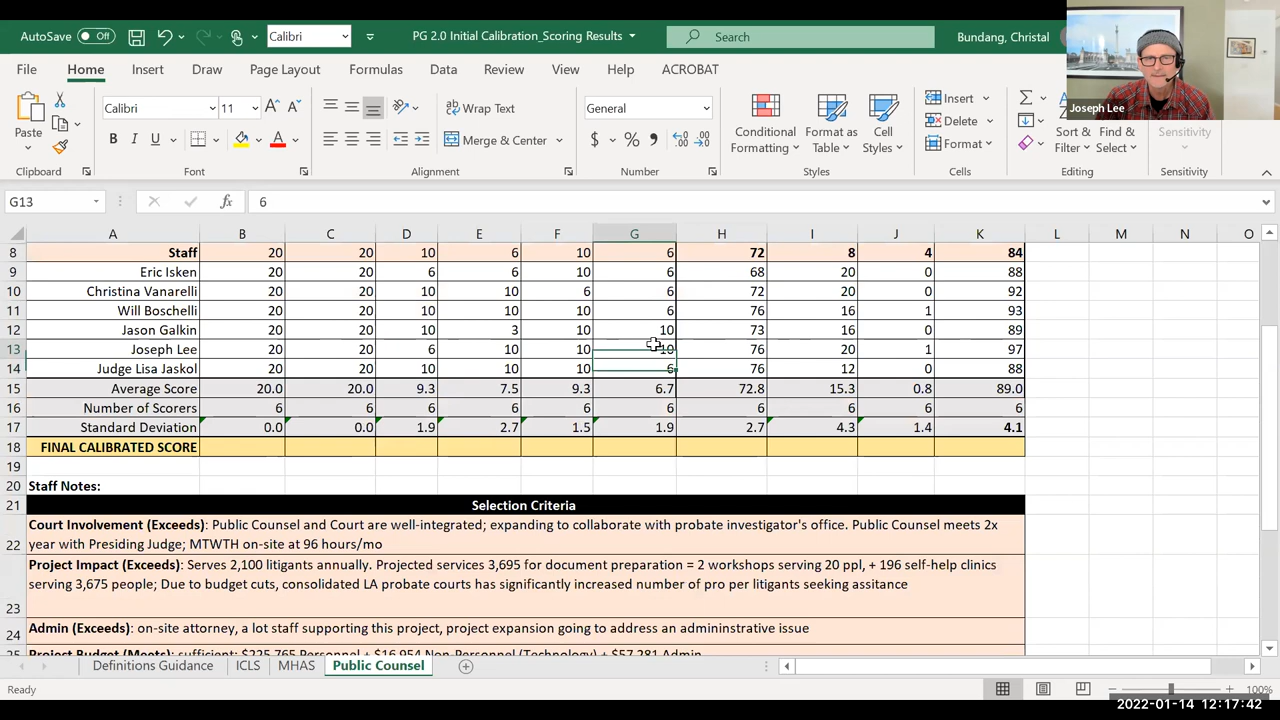 AutoSave Off Calibri PG 2.0 Initial Calibration_Scoring Results Search Bundang, Christal
File Home Insert Draw Page Layout Formulas Data Review View Help ACROBAT
Joseph Lee
Paste Calibri 11 A A Wrap Text General Conditional Formatting Format as Table Cell Styles Insert Sort & Filter Find & Select Sensitivity
B I U A Merge & Center $ % Delete
Format
Clipboard Font Alignment Number Styles Cells Editing Sensitivity
G13 fx 6
A B C D E F G H I J K L M N O
8 Staff 20 20 10 6 10 6 72 8 4 84
9 Eric Isken 20 20 6 6 10 6 68 20 0 88
10 Christina Vanarelli 20 20 10 10 6 6 72 20 0 92
11 Will Boschelli 20 20 10 10 10 6 76 16 1 93
12 Jason Galkin 20 20 10 3 10 10 73 16 0 89
13 Joseph Lee 20 20 6 10 10 10 76 20 1 97
14 Judge Lisa Jaskol 20 20 10 10 10 6 76 12 0 88
15 Average Score 20.0 20.0 9.3 7.5 9.3 6.7 72.8 15.3 0.8 89.0
16 Number of Scorers 6 6 6 6 6 6 6 6 6 6
17 Standard Deviation 0.0 0.0 1.9 2.7 1.5 1.9 2.7 4.3 1.4 4.1
18 FINAL CALIBRATED SCORE
19
20 Staff Notes:
21 Selection Criteria
Court Involvement (Exceeds): Public Counsel and Court are well-integrated; expanding to collaborate with probate investigator's office. Public Counsel meets 2x
22 year with Presiding Judge; MTWTH on-site at 96 hours/mo
Project Impact (Exceeds): Serves 2,100 litigants annually. Projected services 3,695 for document preparation = 2 workshops serving 20 ppl, + 196 self-help clinics
serving 3,675 people; Due to budget cuts, consolidated LA probate courts has significantly increased number of pro per litigants seeking assitance
23
24 Admin (Exceeds): on-site attorney, a lot staff supporting this project, project expansion going to address an admininstrative issue
Project Budget (Meets): sufficient: $225,765 Personnel + $16,954 Non-Personnel (Technology) + $57,281 Admin
Definitions Guidance ICLS MHAS Public Counsel
Ready 100%
2022-01-14 12:17:42